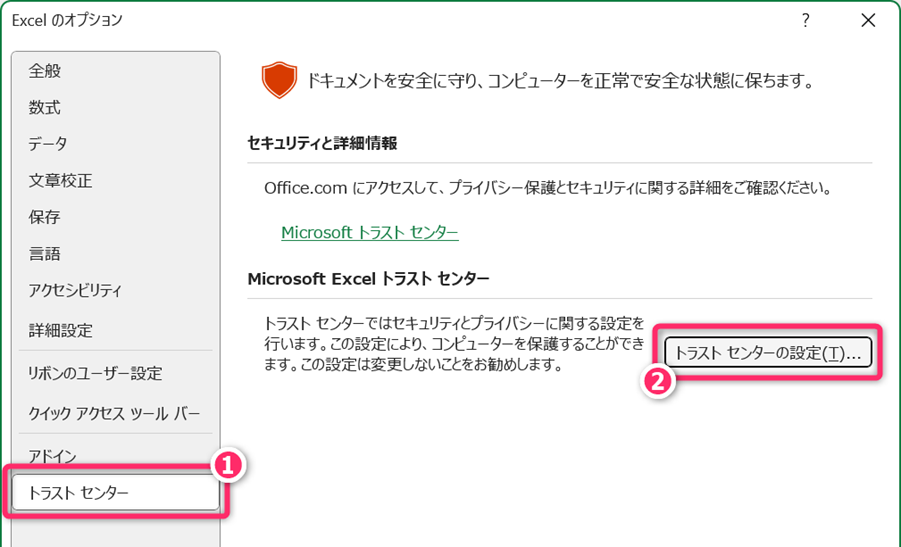 Excel のオプション
?
全般
数式
データ
文章校正
保存
言語
アクセシビリティ
詳細設定
リボンのユーザー設定
クイック アクセス ツール バー
アドイン
1
トラスト センター
ドキュメントを安全に守り、コンピューターを正常で安全な状態に保ちます。
セキュリティと詳細情報
Office.com にアクセスして、プライバシー保護とセキュリティに関する詳細をご確認ください。
Microsoft トラスト センター
Microsoft Excel トラスト センター
トラスト センターではセキュリティとプライバシーに関する設定を
行います。この設定により、コンピューターを保護することができ
ます。この設定は変更しないことをお勧めします。
トラスト センターの設定(T)...
2